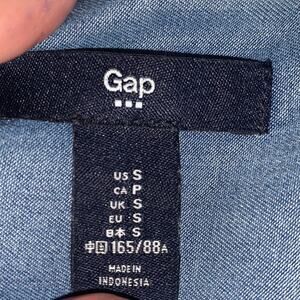 Gap
US S
CA P
UK S
EU S
日本 S
中国 165/88A
MADE IN
INDONESIA